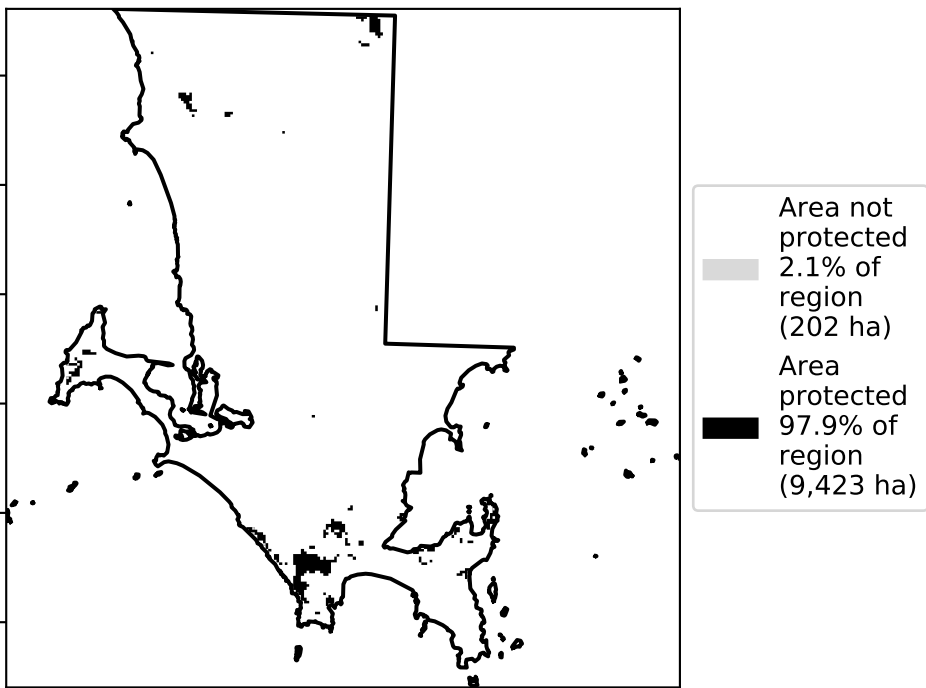 Area not
protected
2.1% of
region
(202 ha)
Area
protected
97.9% of
region
(9,423 ha)